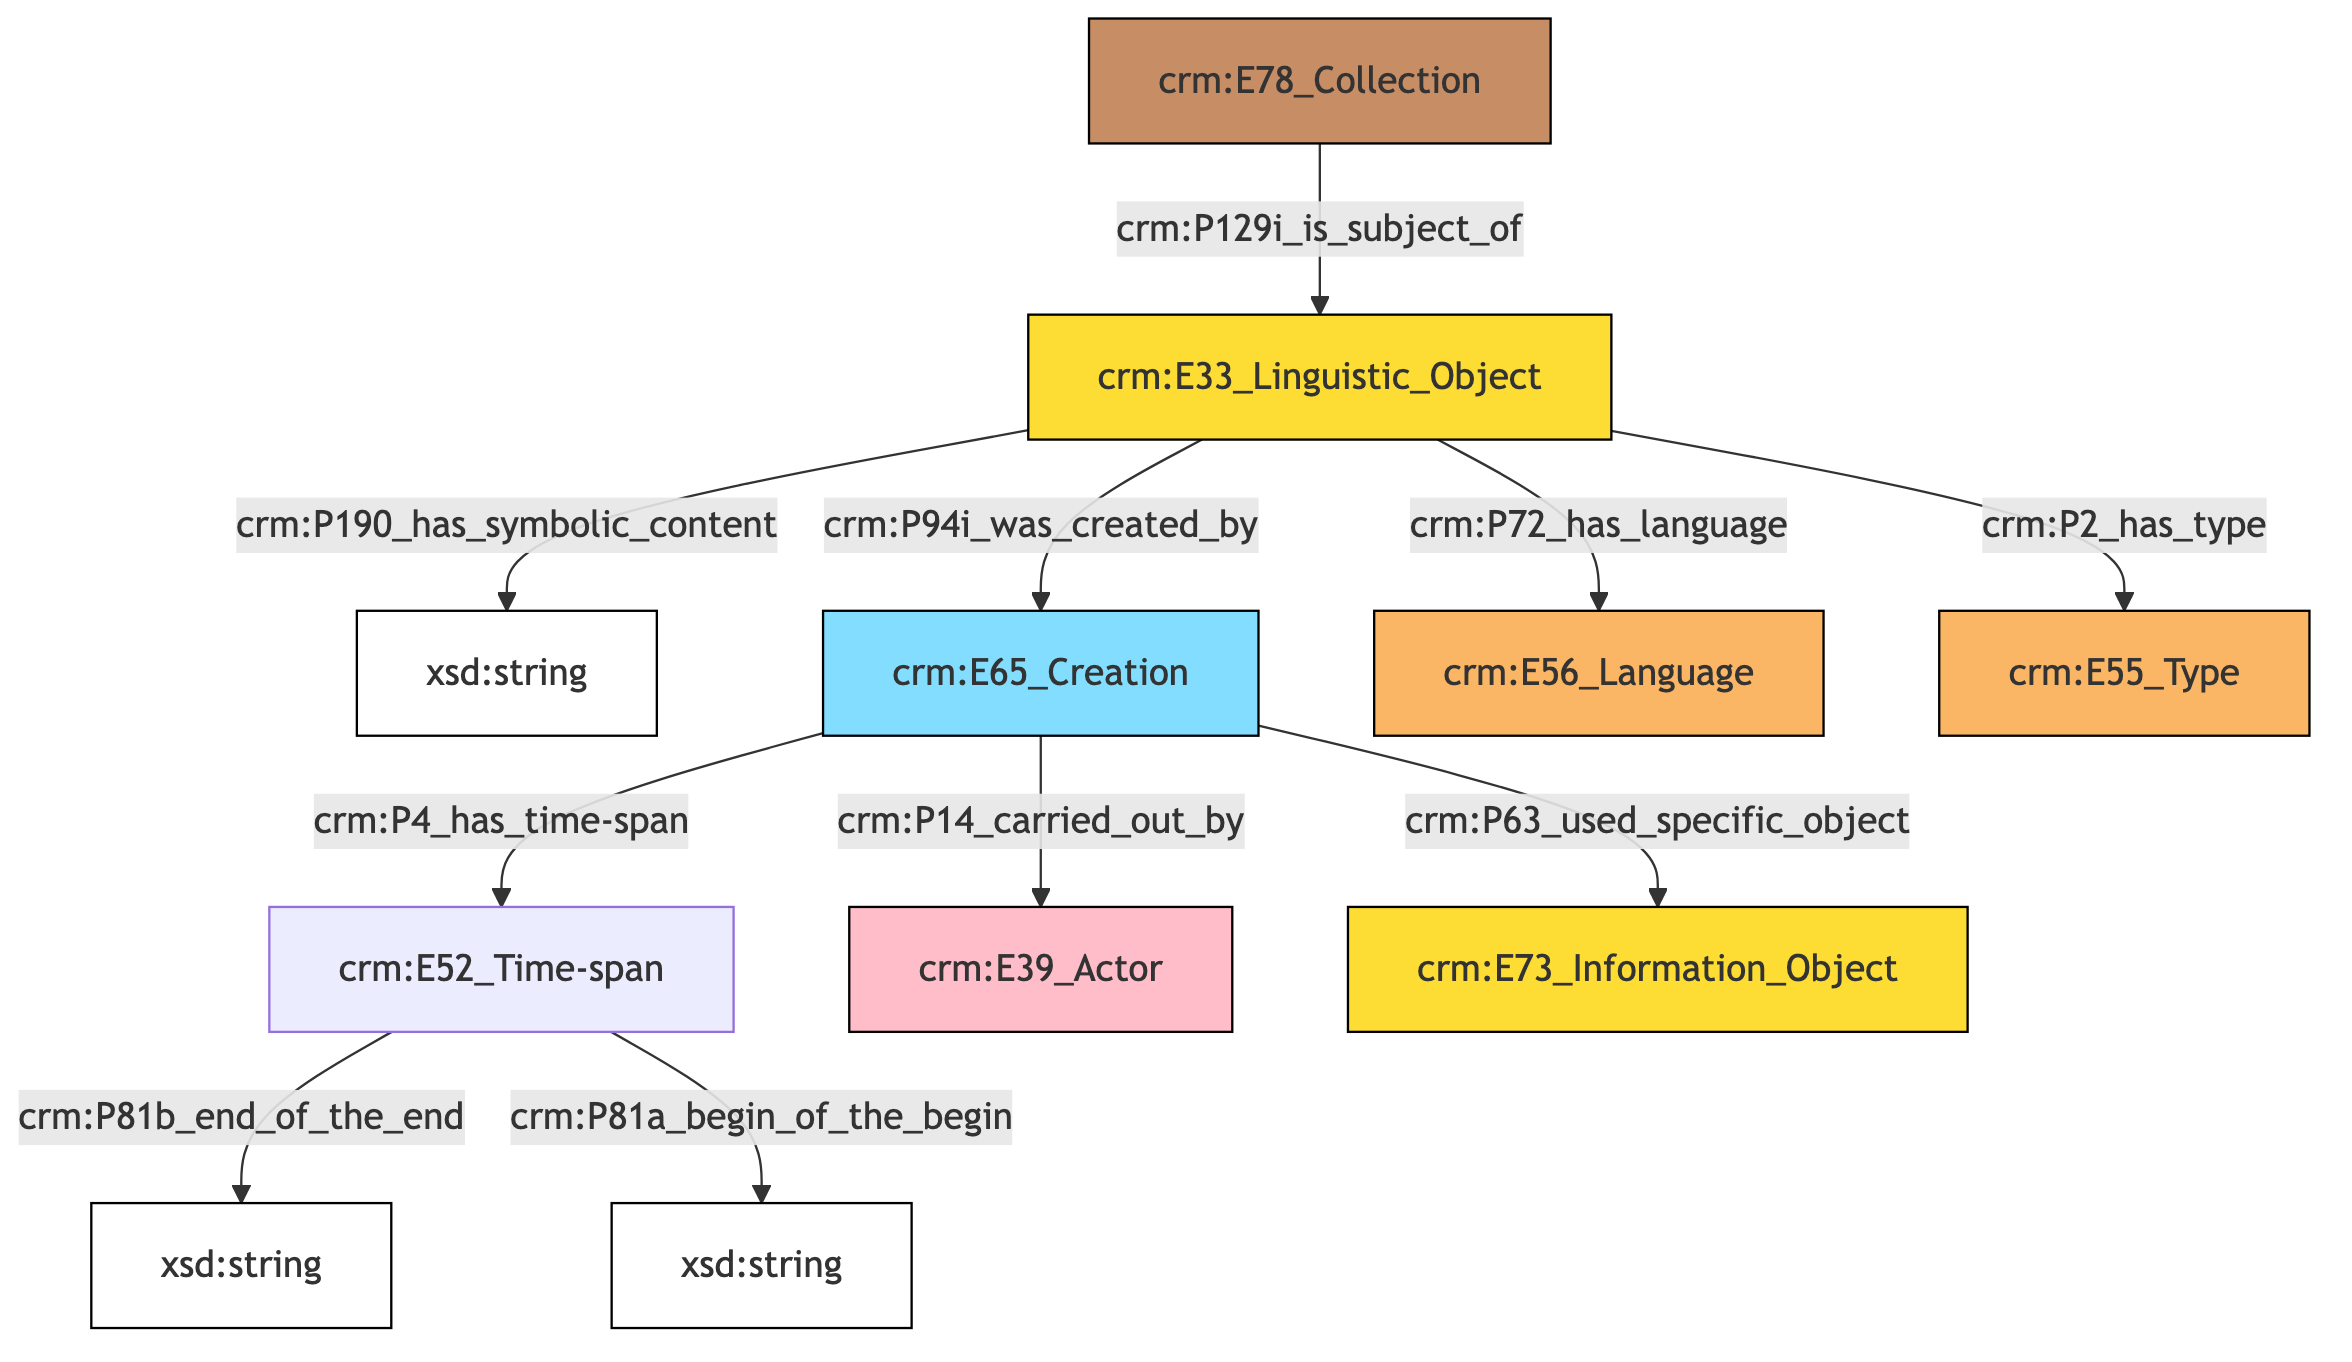 crm:E78_Collection
crm:P129i_is_subject_of
crm:E33_Linguistic_Object
crm:P190_has_symbolic_content
crm:P94i_was_created_by
crm:P72_has_language
crm:P2_has_type
xsd:string
crm:E65_Creation
crm:E56_Language
crm:E55_Type
crm:P4_has_time-span
crm:P14_carried_out_by
crm:P63_used_specific_object
crm:E52_Time-span
crm:E39_Actor
crm:E73_Information_Object
crm:P81b_end_of_the_end
crm:P81a_begin_of_the_begin
xsd:string
xsd:string